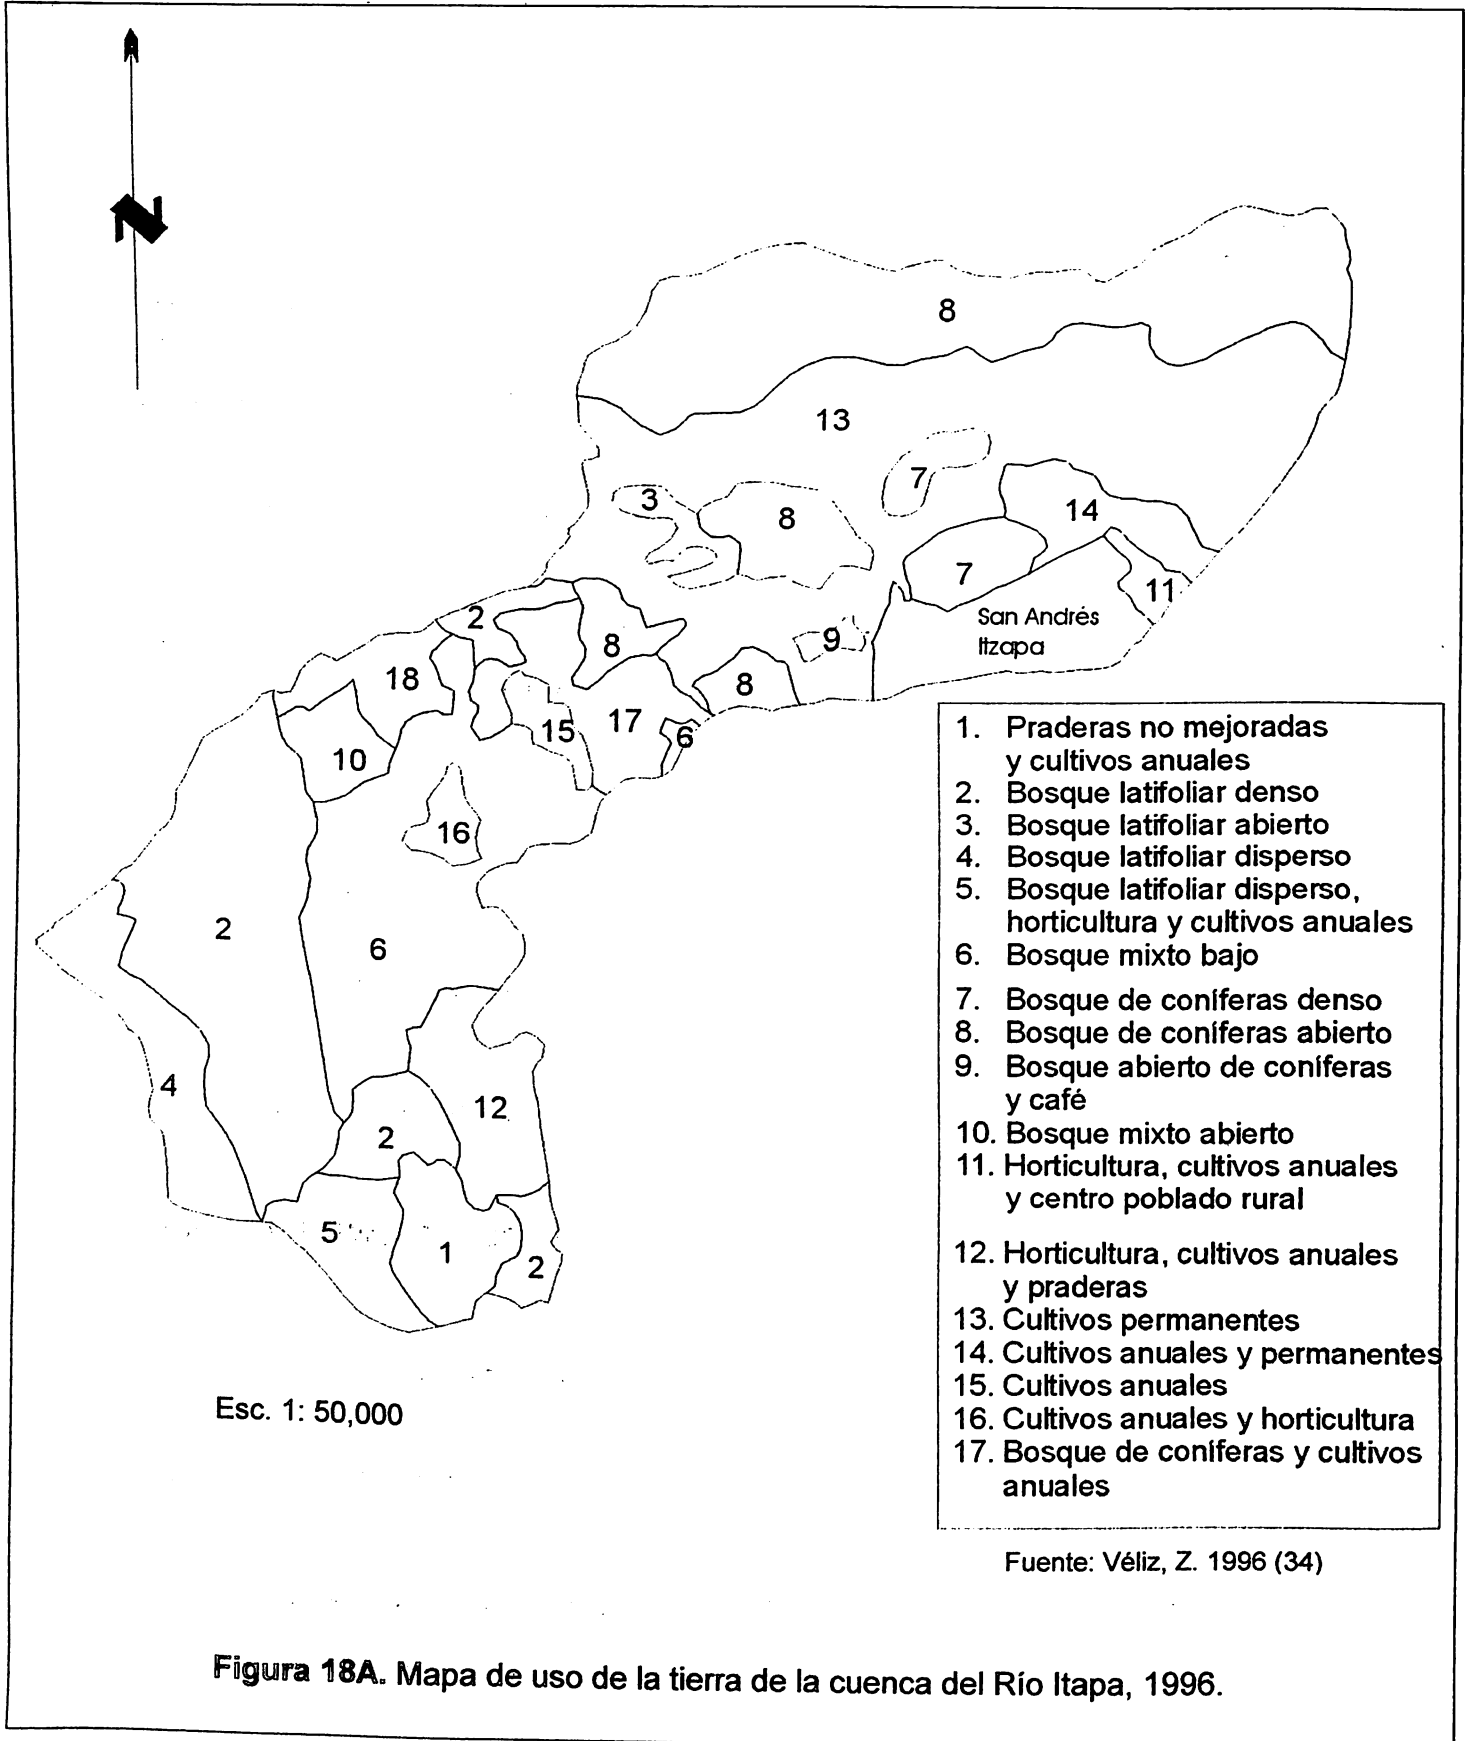 N
8
13
7
3
8
14
7
11
San Andrés
Itzapa
2
8
9
18
8
17
15
6
10
16
2
6
4
12
2
5
1
2
1. Praderas no mejoradas
y cultivos anuales
2. Bosque latifoliar denso
3. Bosque latifoliar abierto
4. Bosque latifoliar disperso
5. Bosque latifoliar disperso,
horticultura y cultivos anuales
6. Bosque mixto bajo
7. Bosque de coníferas denso
8. Bosque de coníferas abierto
9. Bosque abierto de coníferas
y café
10. Bosque mixto abierto
11. Horticultura, cultivos anuales
y centro poblado rural
12. Horticultura, cultivos anuales
y praderas
13. Cultivos permanentes
14. Cultivos anuales y permanentes
15. Cultivos anuales
16. Cultivos anuales y horticultura
17. Bosque de coníferas y cultivos
anuales
Esc. 1: 50,000
Fuente: Véliz, Z. 1996 (34)
Figura 18A. Mapa de uso de la tierra de la cuenca del Río Itapa, 1996.